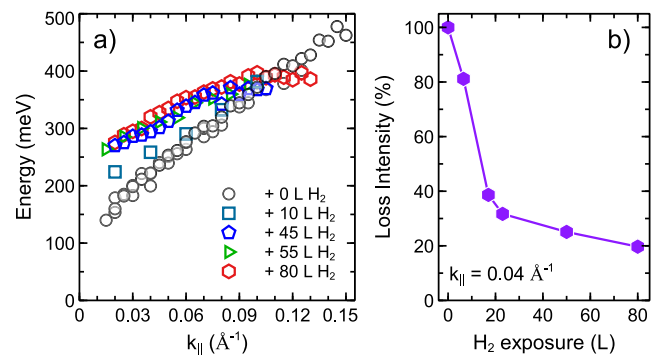 a)
Energy (meV)
500
400
300
200
100
0
0.03 0.06 0.09 0.12 0.15
k|| (Å⁻¹)
+ 0 L H₂
+ 10 L H₂
+ 45 L H₂
+ 55 L H₂
+ 80 L H₂
b)
Loss Intensity (%)
100
80
60
40
20
0
0 20 40 60 80
H₂ exposure (L)
k|| = 0.04 Å⁻¹